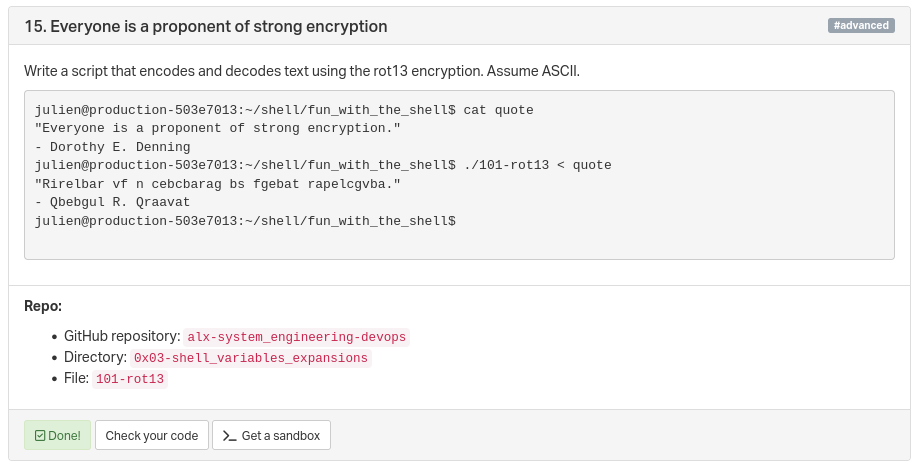 15. Everyone is a proponent of strong encryption
#advanced
Write a script that encodes and decodes text using the rot13 encryption. Assume ASCII.
julien@production-503e7013:~/shell/fun_with_the_shell$ cat quote
"Everyone is a proponent of strong encryption."
- Dorothy E. Denning
julien@production-503e7013:~/shell/fun_with_the_shell$ ./101-rot13 < quote
"Rirelbar vf n cebcbarag bs fgebat rapelcgvba."
- Qbebgul R. Qraavat
julien@production-503e7013:~/shell/fun_with_the_shell$
Repo:
• GitHub repository: alx-system_engineering-devops
• Directory: 0x03-shell_variables_expansions
• File: 101-rot13
Done! Check your code >_ Get a sandbox